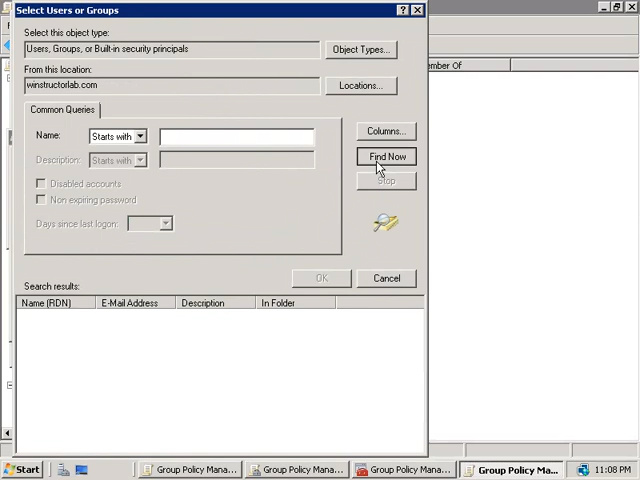 Select Users or Groups
Select this object type:
Users, Groups, or Built-in security principals
Object Types...
From this location:
winstructorlab.com
Locations...
Common Queries
Name:
Starts with
Columns...
Find Now
Description:
Starts with
Stop
Disabled accounts
Non expiring password
Days since last logon:
OK
Cancel
Search results:
Name (RDN)
E-Mail Address
Description
In Folder
ember Of
Start
Group Policy Mana...
Group Policy Mana...
Group Policy Mana...
Group Policy Ma...
11:08 PM